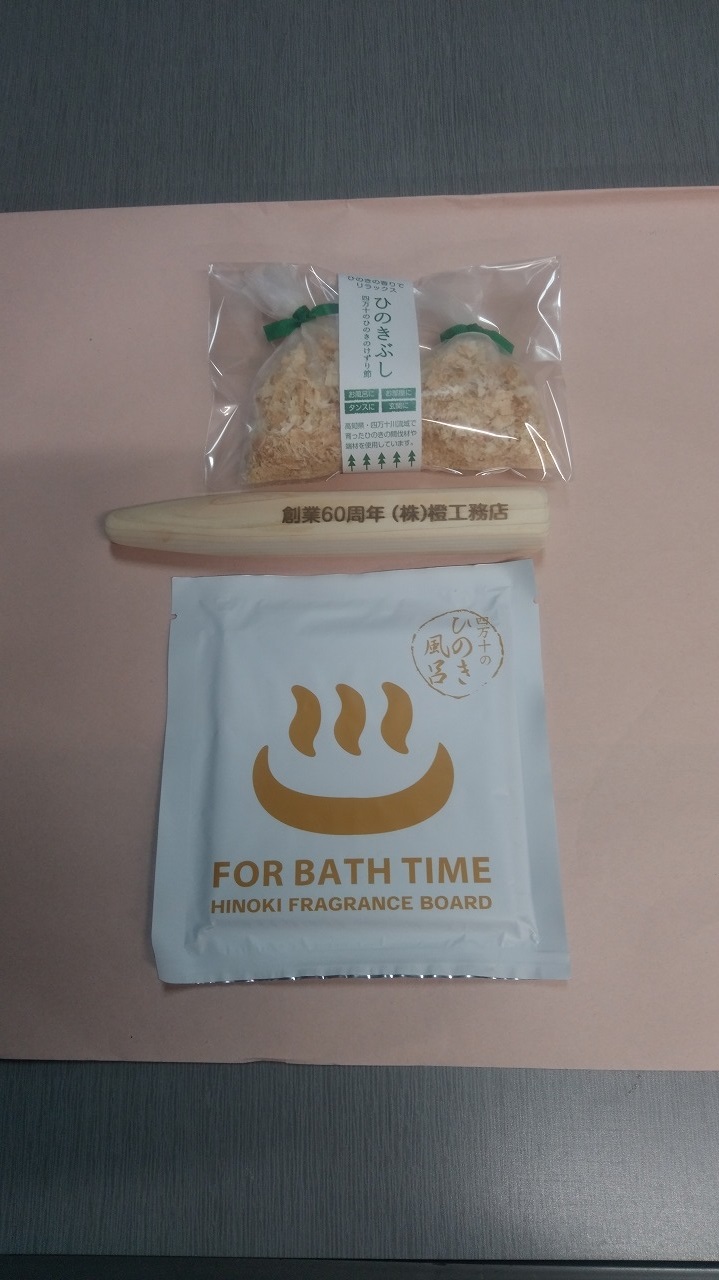 ひのきの香りで
リラックス
ひのきぶし
四万十のひのきのけずり節
お風呂に
お部屋に
タンスに
玄関に
高知県・四万十川流域で
育ったひのきの間伐材や
端材を使用しています。
創業60周年 (株)橙工務店
四万十の
ひのき
風呂
FOR BATH TIME
HINOKI FRAGRANCE BOARD